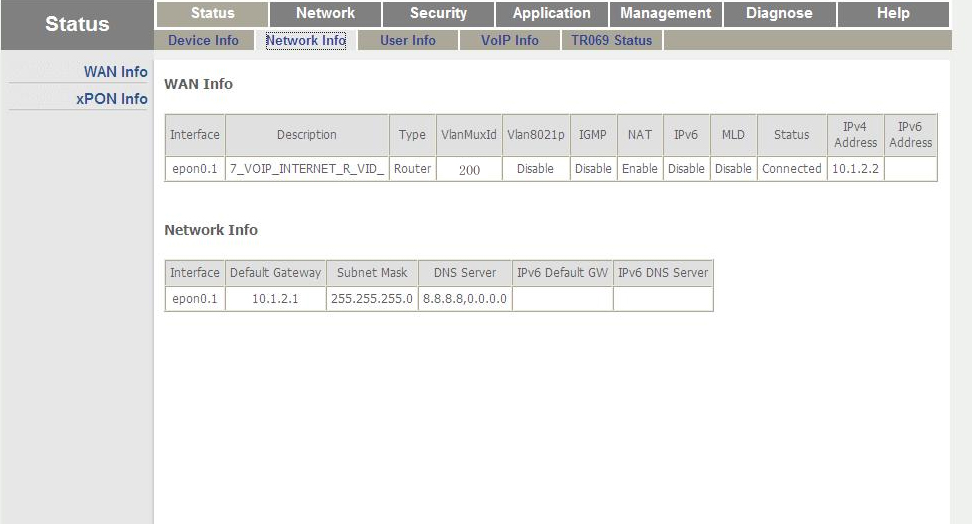 Status
Status Network Security Application Management Diagnose Help
Device Info Network Info User Info VoIP Info TR069 Status
WAN Info
xPON Info
WAN Info
Interface Description Type VlanMuxId Vlan8021p IGMP NAT IPv6 MLD Status IPv4 Address IPv6 Address
epon0.1 7_VOIP_INTERNET_R_VID_ Router 200 Disable Disable Enable Disable Disable Connected 10.1.2.2
Network Info
Interface Default Gateway Subnet Mask DNS Server IPv6 Default GW IPv6 DNS Server
epon0.1 10.1.2.1 255.255.255.0 8.8.8.8,0.0.0.0